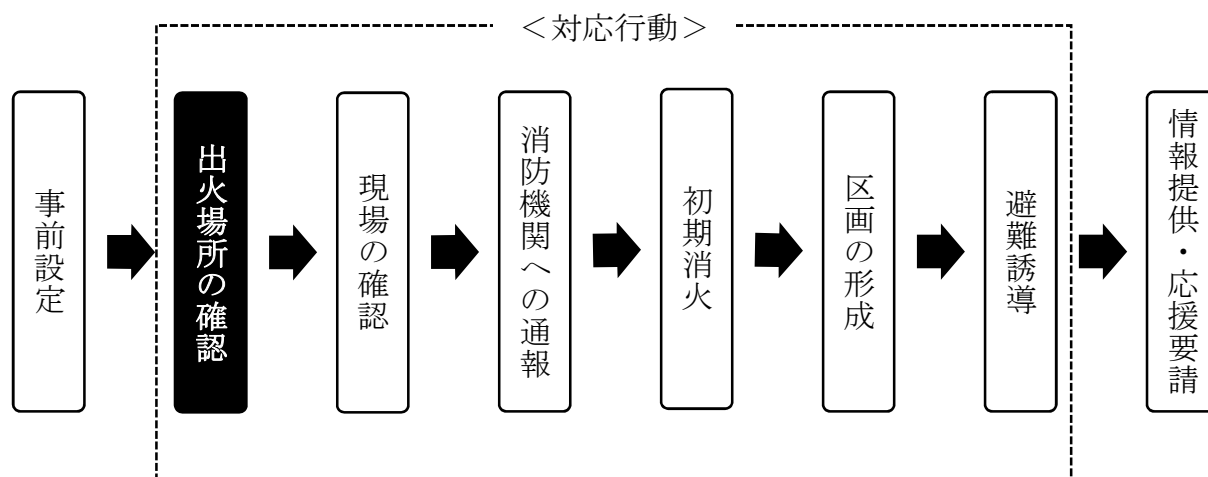 ＜対応行動＞
事前設定
出火場所の確認
現場の確認
消防機関への通報
初期消火
区画の形成
避難誘導
情報提供・応援要請